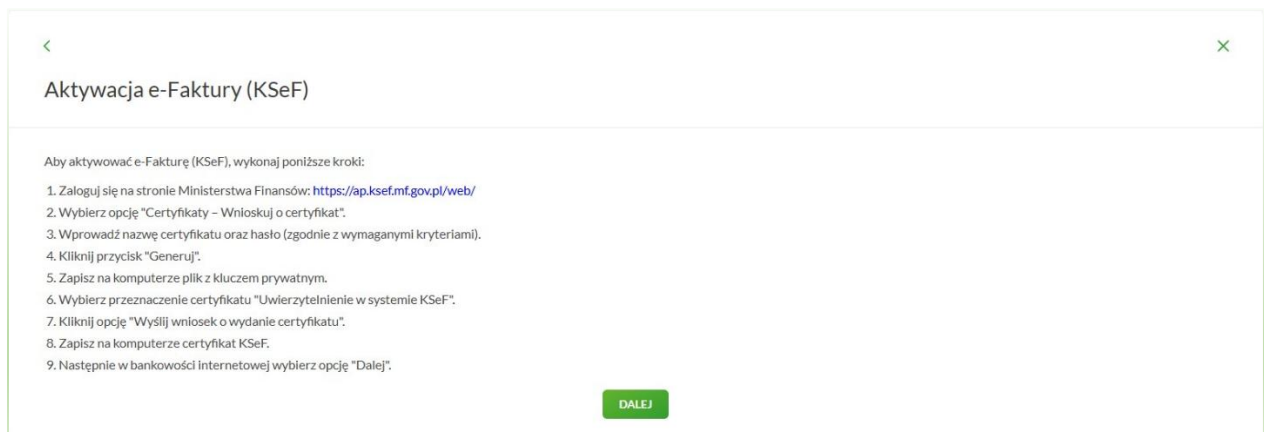 Aktywacja e-Faktury (KSeF)
Aby aktywować e-Fakturę (KSeF), wykonaj poniższe kroki:
1. Zaloguj się na stronie Ministerstwa Finansów: https://ap.ksef.mf.gov.pl/web/
2. Wybierz opcję "Certyfikaty – Wnioskuj o certyfikat".
3. Wprowadź nazwę certyfikatu oraz hasło (zgodnie z wymaganymi kryteriami).
4. Kliknij przycisk "Generuj".
5. Zapisz na komputerze plik z kluczem prywatnym.
6. Wybierz przeznaczenie certyfikatu "Uwierzytelnienie w systemie KSeF".
7. Kliknij opcję "Wyślij wniosek o wydanie certyfikatu".
8. Zapisz na komputerze certyfikat KSeF.
9. Następnie w bankowości internetowej wybierz opcję "Dalej".
DALEJ